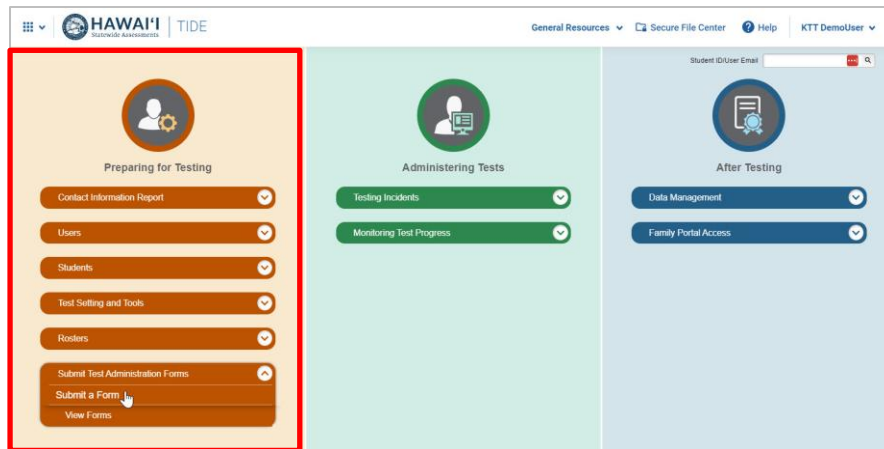 HAWAI‘I
Statewide Assessments
TIDE
General Resources
Secure File Center
Help
KTT DemoUser
Student ID/User Email
Preparing for Testing
Contact Information Report
Users
Students
Test Setting and Tools
Rosters
Submit Test Administration Forms
Submit a Form
View Forms
Administering Tests
Testing Incidents
Monitoring Test Progress
After Testing
Data Management
Family Portal Access